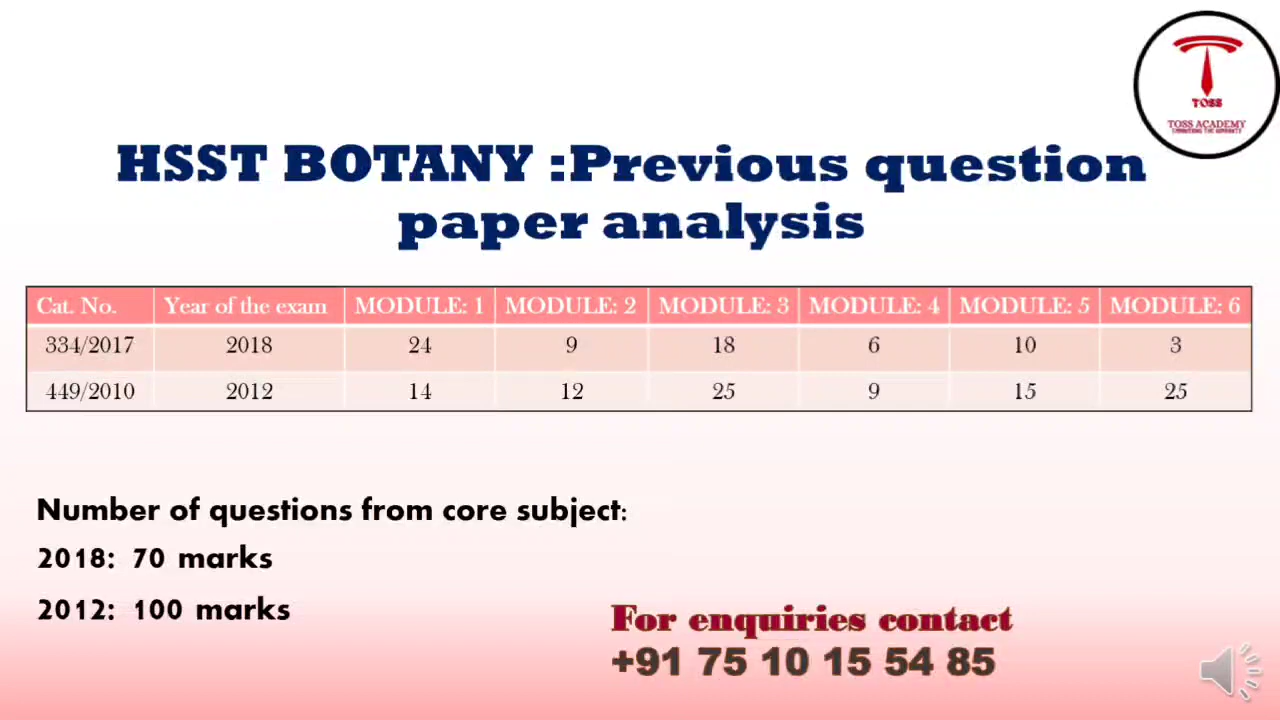 TOSS
TOSS ACADEMY
HSST BOTANY :Previous question
paper analysis
Cat. No. Year of the exam MODULE: 1 MODULE: 2 MODULE: 3 MODULE: 4 MODULE: 5 MODULE: 6
334/2017 2018 24 9 18 6 10 3
449/2010 2012 14 12 25 9 15 25
Number of questions from core subject:
2018: 70 marks
2012: 100 marks
For enquiries contact
+91 75 10 15 54 85